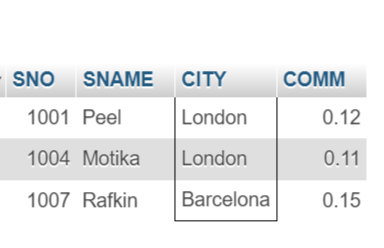 SNO SNAME CITY COMM
1001 Peel London 0.12
1004 Motika London 0.11
1007 Rafkin Barcelona 0.15